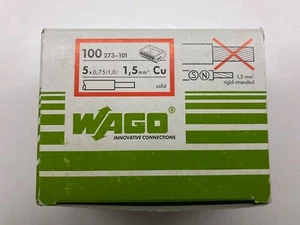 100 273-101
5 x 0,75/1,0/ 1,5 mm² Cu
solid
S N 1,5 mm²
rigid-stranded
WAGO®
INNOVATIVE CONNECTIONS